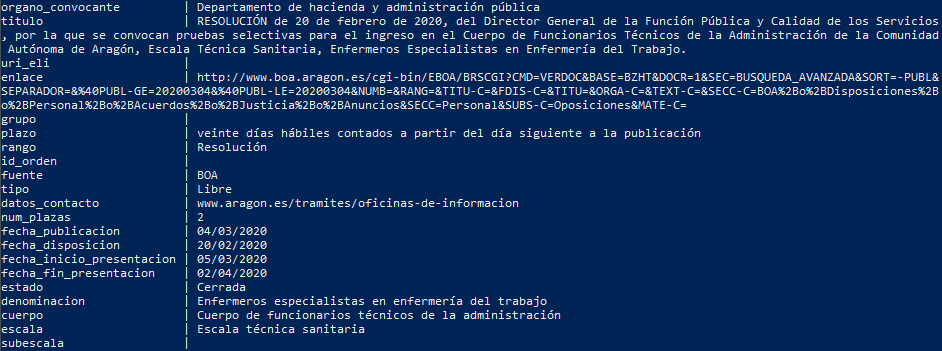 organo_convocante | Departamento de hacienda y administración pública
titulo | RESOLUCIÓN de 20 de febrero de 2020, del Director General de la Función Pública y Calidad de los Servicios
, por la que se convocan pruebas selectivas para el ingreso en el Cuerpo de Funcionarios Técnicos de la Administración de la Comunidad
Autónoma de Aragón, Escala Técnica Sanitaria, Enfermeros Especialistas en Enfermería del Trabajo.
uri_eli |
enlace | http://www.boa.aragon.es/cgi-bin/EBOA/BRSCGI?CMD=VERDOC&BASE=BZHT&DOCR=1&SEC=BUSQUEDA_AVANZADA&SORT=-PUBL&
SEPARADOR=&%40PUBL-GE=20200304&%40PUBL-LE=20200304&NUMB=&RANG=&TITU-C=&FDIS-C=&TITU=&ORGA-C=&TEXT-C=&SECC-C=BOA%2Bo%2BDisposiciones%2B
o%2BPersonal%2Bo%2BAcuerdos%2Bo%2BJusticia%2Bo%2BAnuncios&SECC=Personal&SUBS-C=Oposiciones&MATE-C=
grupo |
plazo | veinte días hábiles contados a partir del día siguiente a la publicación
rango | Resolución
id_orden |
fuente | BOA
tipo | Libre
datos_contacto | www.aragon.es/tramites/oficinas-de-informacion
num_plazas | 2
fecha_publicacion | 04/03/2020
fecha_disposicion | 20/02/2020
fecha_inicio_presentacion | 05/03/2020
fecha_fin_presentacion | 02/04/2020
estado | Cerrada
denominacion | Enfermeros especialistas en enfermería del trabajo
cuerpo | Cuerpo de funcionarios técnicos de la administración
escala | Escala técnica sanitaria
subescala |